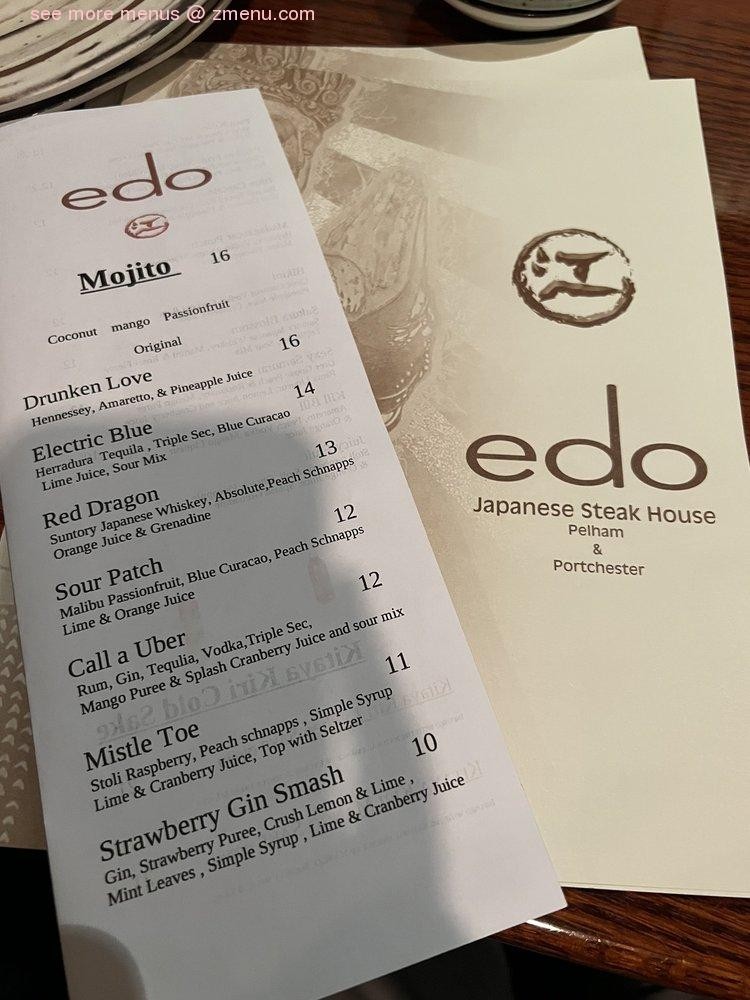 see more menus @ zmenu.com
edo
Mojito 16
Coconut mango Passionfruit
Original
Drunken Love 16
Hennessey, Amaretto, & Pineapple Juice
Electric Blue 14
Herradura Tequila , Triple Sec, Blue Curacao
Lime Juice, Sour Mix
Red Dragon 13
Suntory Japanese Whiskey, Absolute,Peach Schnapps
Orange Juice & Grenadine
Sour Patch 12
Malibu Passionfruit, Blue Curacao, Peach Schnapps
Lime & Orange Juice
Call a Uber 12
Rum, Gin, Tequlia, Vodka,Triple Sec,
Mango Puree & Splash Cranberry Juice and sour mix
Mistle Toe 11
Stoli Raspberry, Peach schnapps , Simple Syrup
Lime & Cranberry Juice, Top with Seltzer
Strawberry Gin Smash 10
Gin, Strawberry Puree, Crush Lemon & Lime ,
Mint Leaves , Simple Syrup , Lime & Cranberry Juice
Kitaya Kiri Cold Sake
edo
Japanese Steak House
Pelham
&
Portchester